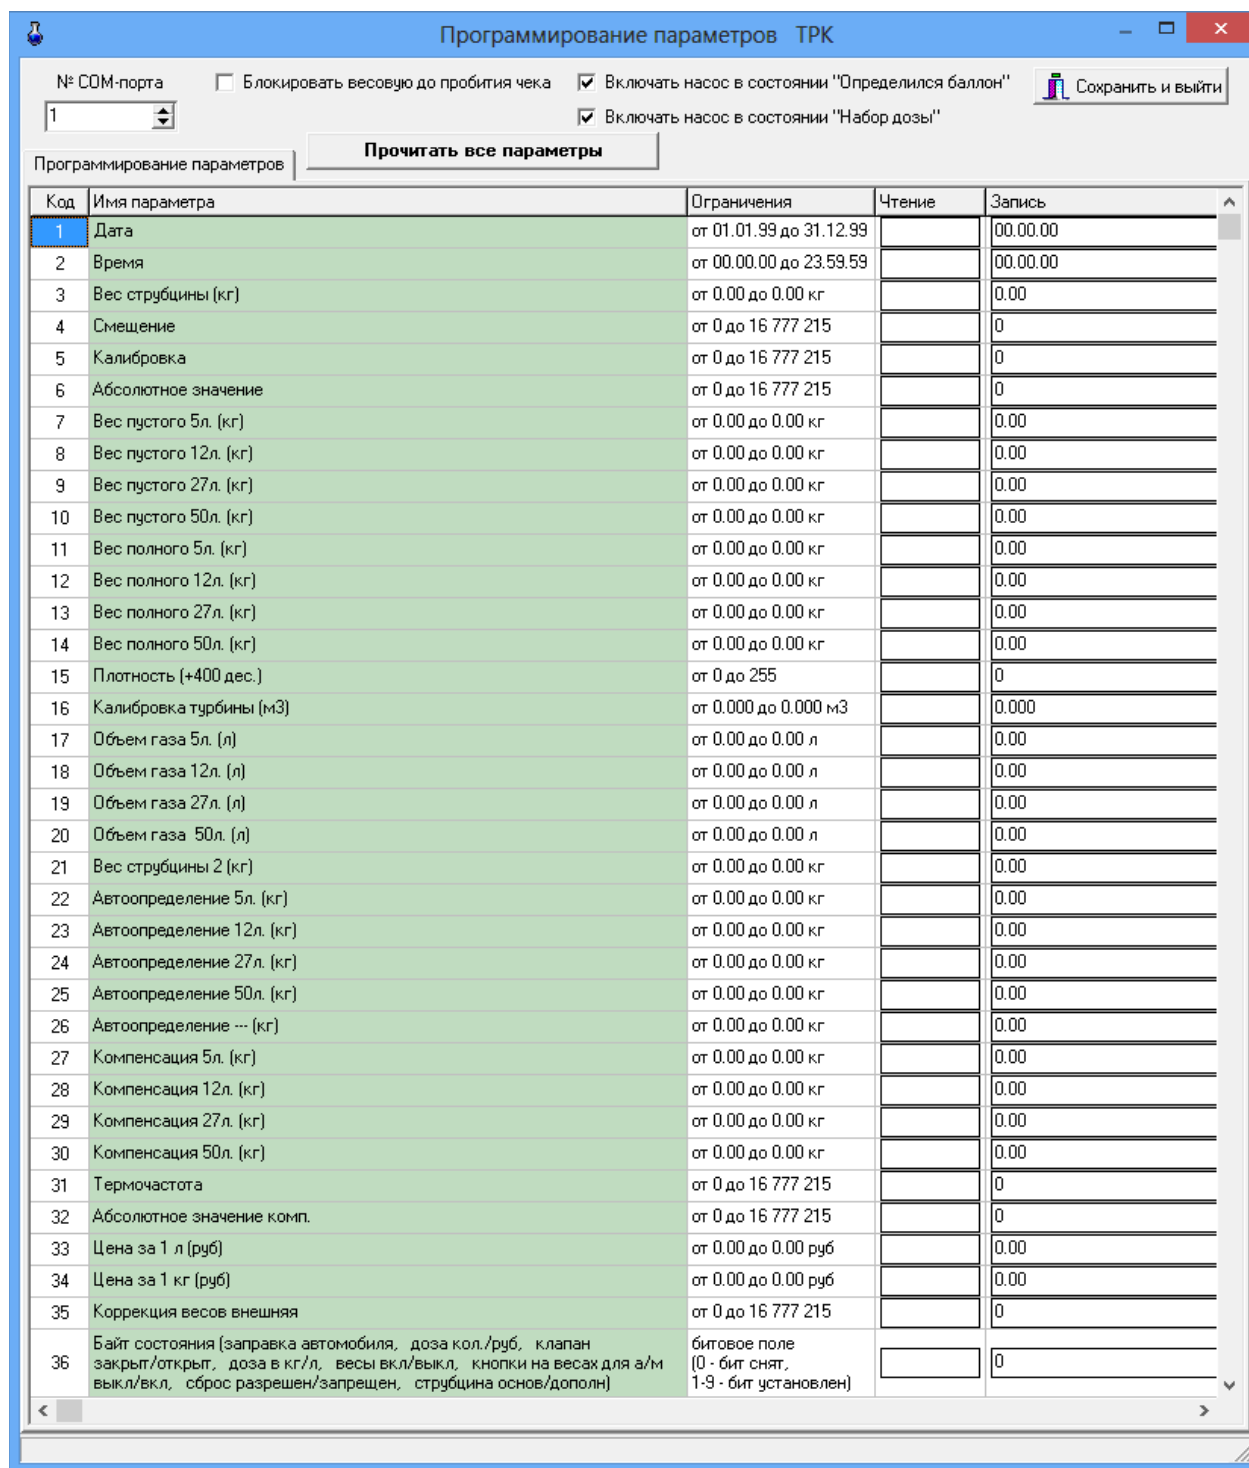 Программирование параметров ТРК
№ COM-порта
Блокировать весовую до пробития чека
Включать насос в состоянии "Определился баллон"
Сохранить и выйти
1
Включать насос в состоянии "Набор дозы"
Прочитать все параметры
Программирование параметров
Код Имя параметра Ограничения Чтение Запись
1 Дата от 01.01.99 до 31.12.99 00.00.00
2 Время от 00.00.00 до 23.59.59 00.00.00
3 Вес струбцины (кг) от 0.00 до 0.00 кг 0.00
4 Смещение от 0 до 16 777 215 0
5 Калибровка от 0 до 16 777 215 0
6 Абсолютное значение от 0 до 16 777 215 0
7 Вес пустого 5л. (кг) от 0.00 до 0.00 кг 0.00
8 Вес пустого 12л. (кг) от 0.00 до 0.00 кг 0.00
9 Вес пустого 27л. (кг) от 0.00 до 0.00 кг 0.00
10 Вес пустого 50л. (кг) от 0.00 до 0.00 кг 0.00
11 Вес полного 5л. (кг) от 0.00 до 0.00 кг 0.00
12 Вес полного 12л. (кг) от 0.00 до 0.00 кг 0.00
13 Вес полного 27л. (кг) от 0.00 до 0.00 кг 0.00
14 Вес полного 50л. (кг) от 0.00 до 0.00 кг 0.00
15 Плотность (+400 дес.) от 0 до 255 0
16 Калибровка турбины (м3) от 0.000 до 0.000 м3 0.000
17 Объем газа 5л. (л) от 0.00 до 0.00 л 0.00
18 Объем газа 12л. (л) от 0.00 до 0.00 л 0.00
19 Объем газа 27л. (л) от 0.00 до 0.00 л 0.00
20 Объем газа 50л. (л) от 0.00 до 0.00 л 0.00
21 Вес струбцины 2 (кг) от 0.00 до 0.00 кг 0.00
22 Автоопределение 5л. (кг) от 0.00 до 0.00 кг 0.00
23 Автоопределение 12л. (кг) от 0.00 до 0.00 кг 0.00
24 Автоопределение 27л. (кг) от 0.00 до 0.00 кг 0.00
25 Автоопределение 50л. (кг) от 0.00 до 0.00 кг 0.00
26 Автоопределение --- (кг) от 0.00 до 0.00 кг 0.00
27 Компенсация 5л. (кг) от 0.00 до 0.00 кг 0.00
28 Компенсация 12л. (кг) от 0.00 до 0.00 кг 0.00
29 Компенсация 27л. (кг) от 0.00 до 0.00 кг 0.00
30 Компенсация 50л. (кг) от 0.00 до 0.00 кг 0.00
31 Термочастота от 0 до 16 777 215 0
32 Абсолютное значение комп. от 0 до 16 777 215 0
33 Цена за 1 л (руб) от 0.00 до 0.00 руб 0.00
34 Цена за 1 кг (руб) от 0.00 до 0.00 руб 0.00
35 Коррекция весов внешняя от 0 до 16 777 215 0
36
Байт состояния (заправка автомобиля, доза кол./руб, клапан
закрыт/открыт, доза в кг/л, весы вкл/выкл, кнопки на весах для а/м
выкл/вкл, сброс разрешен/запрещен, струбцина основ/дополн)
битовое поле
(0 - бит снят,
1-9 - бит установлен)
0